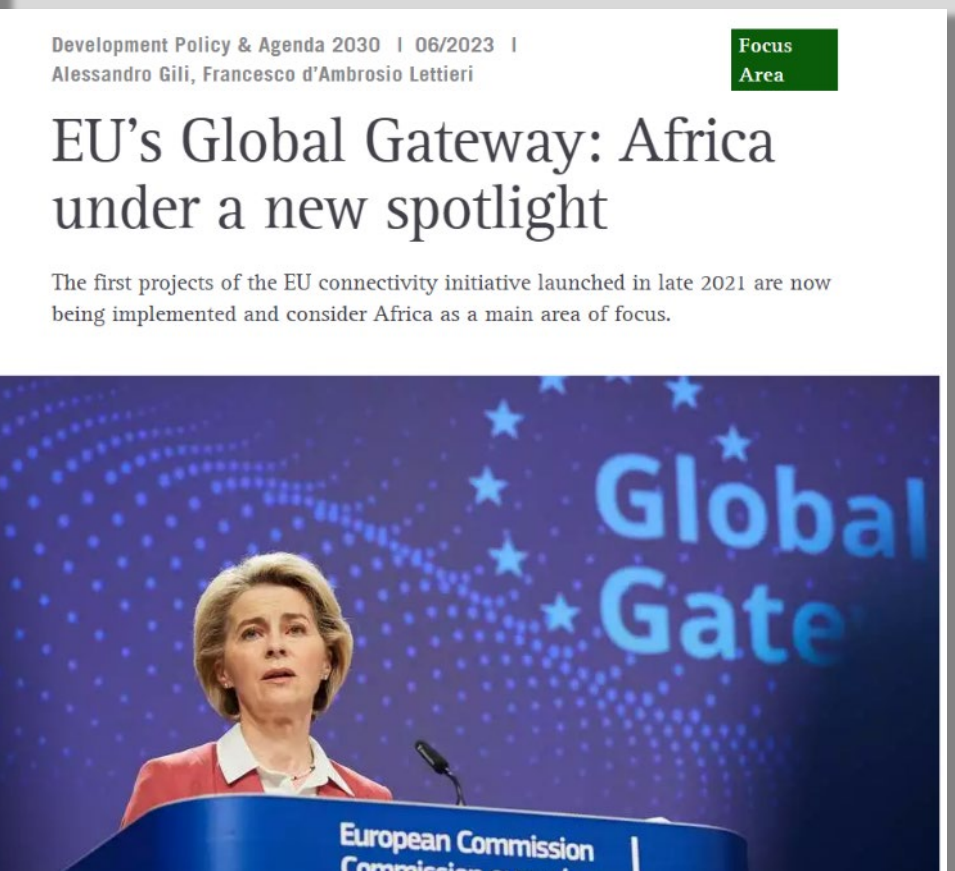 Development Policy & Agenda 2030 | 06/2023 |
Alessandro Gili, Francesco d'Ambrosio Lettieri
Focus
Area
EU's Global Gateway: Africa
under a new spotlight
The first projects of the EU connectivity initiative launched in late 2021 are now
being implemented and consider Africa as a main area of focus.
Global
Gate
European Commission
Commission